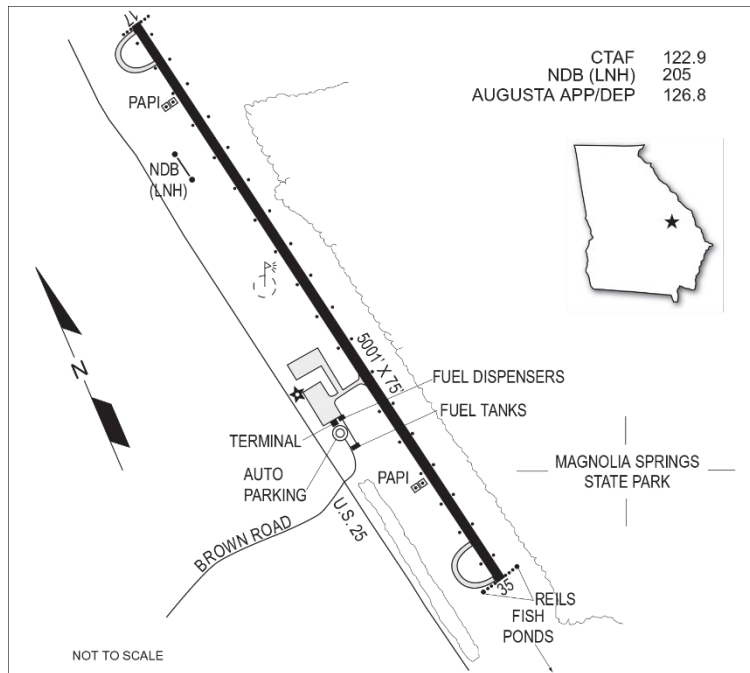 17
CTAF 122.9
NDB (LNH) 205
AUGUSTA APP/DEP 126.8
PAPI
NDB
(LNH)
N
5001' X 75'
FUEL DISPENSERS
FUEL TANKS
TERMINAL
AUTO
PARKING
PAPI
MAGNOLIA SPRINGS
STATE PARK
U.S. 25
BROWN ROAD
35
REILS
FISH
PONDS
NOT TO SCALE